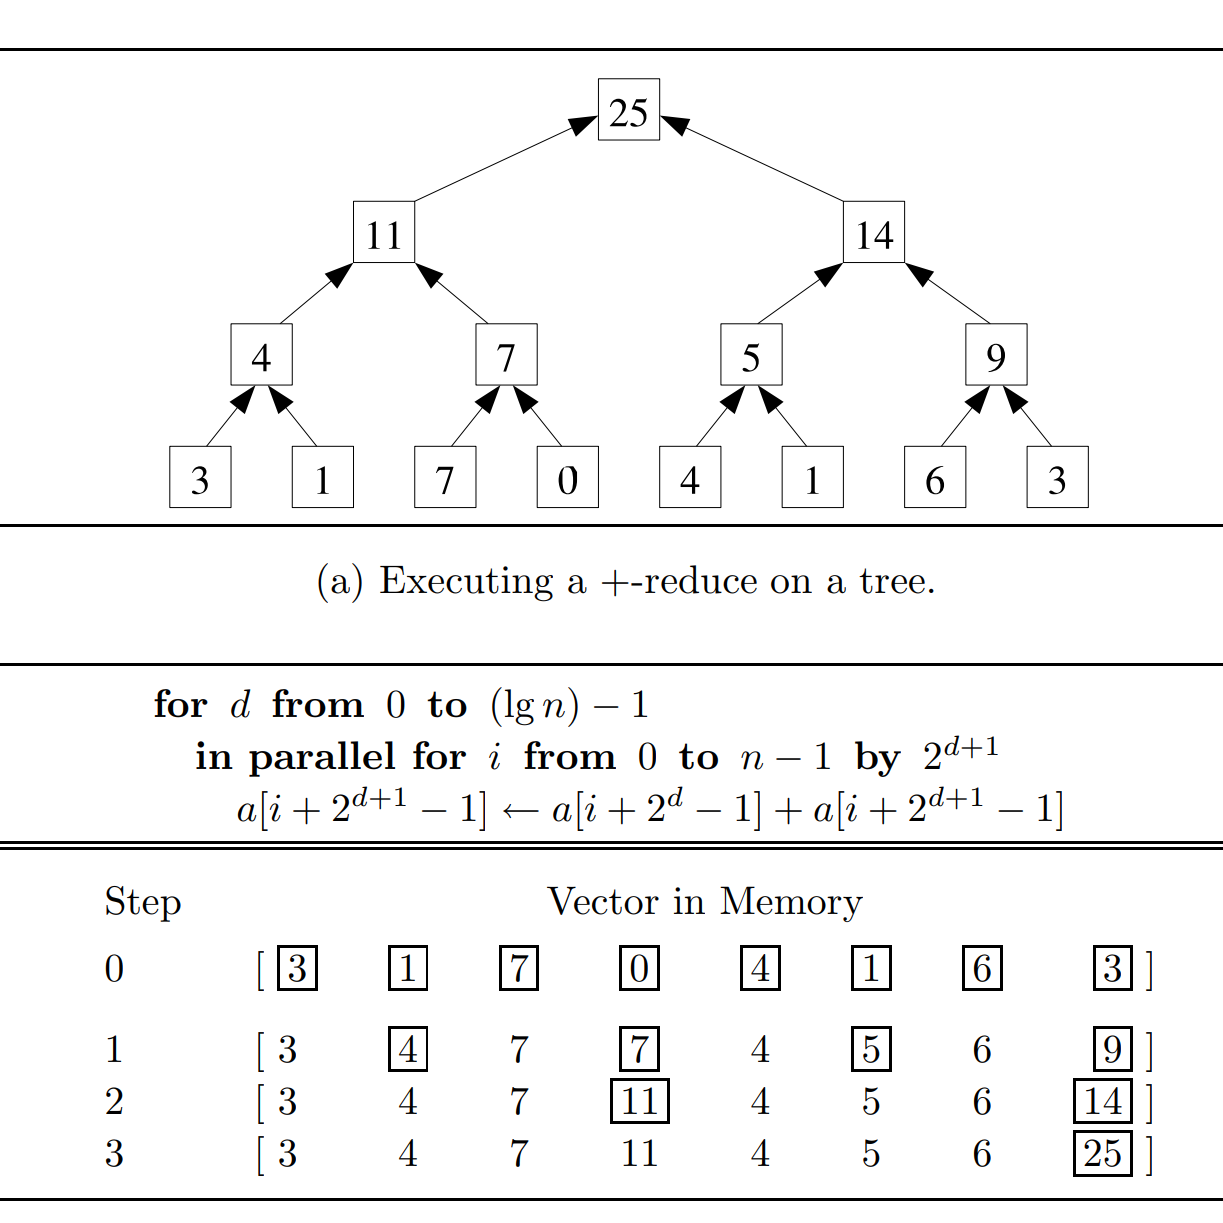 25
11 14
4 7 5 9
3 1 7 0 4 1 6 3
(a) Executing a +-reduce on a tree.
for d from 0 to (lg n) − 1
in parallel for i from 0 to n − 1 by 2^{d+1}
a[i + 2^{d+1} − 1] ← a[i + 2^d − 1] + a[i + 2^{d+1} − 1]
Step Vector in Memory
0 [ 3 1 7 0 4 1 6 3 ]
1 [ 3 4 7 7 4 5 6 9 ]
2 [ 3 4 7 11 4 5 6 14 ]
3 [ 3 4 7 11 4 5 6 25 ]